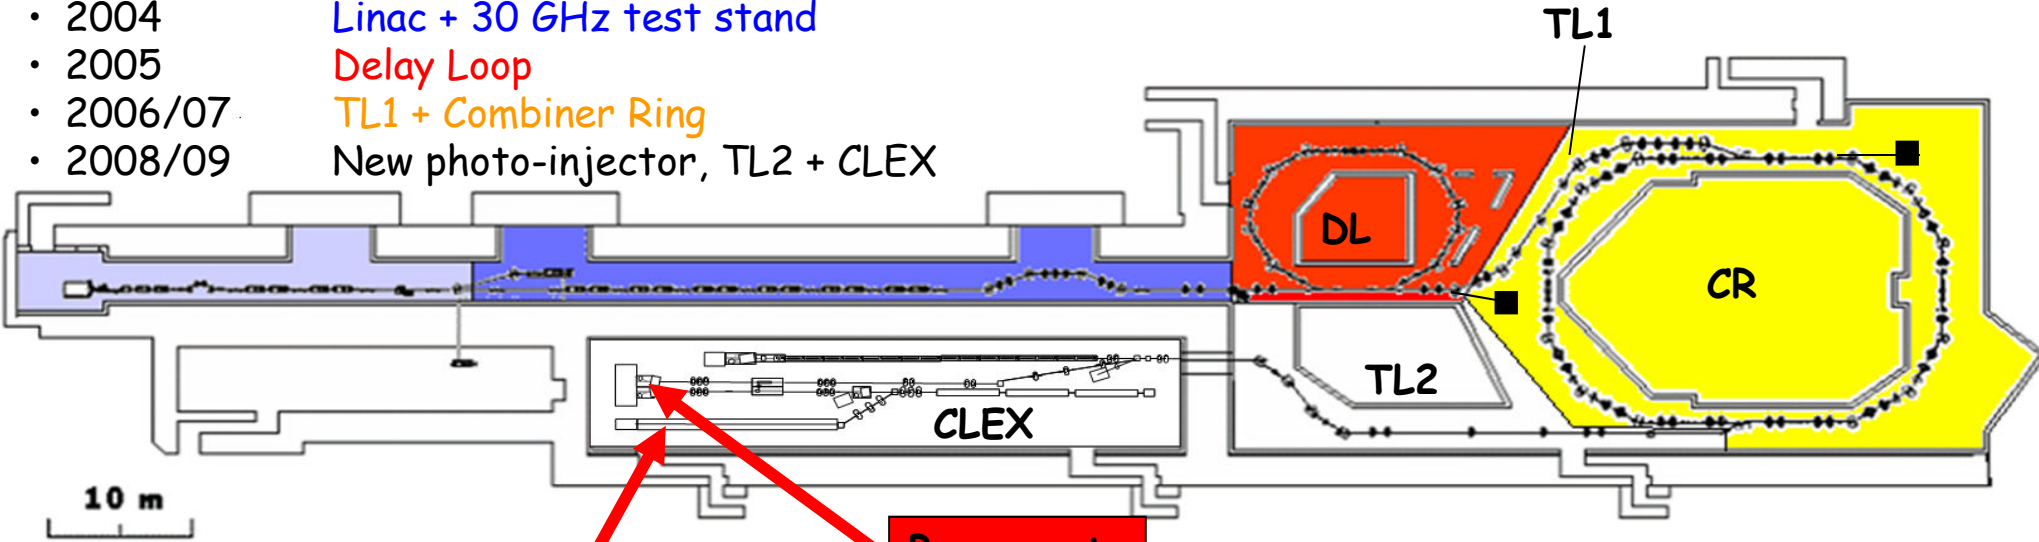 • 2004 Linac + 30 GHz test stand
• 2005 Delay Loop
• 2006/07 TL1 + Combiner Ring
• 2008/09 New photo-injector, TL2 + CLEX
TL1
DL
CR
TL2
CLEX
10 m